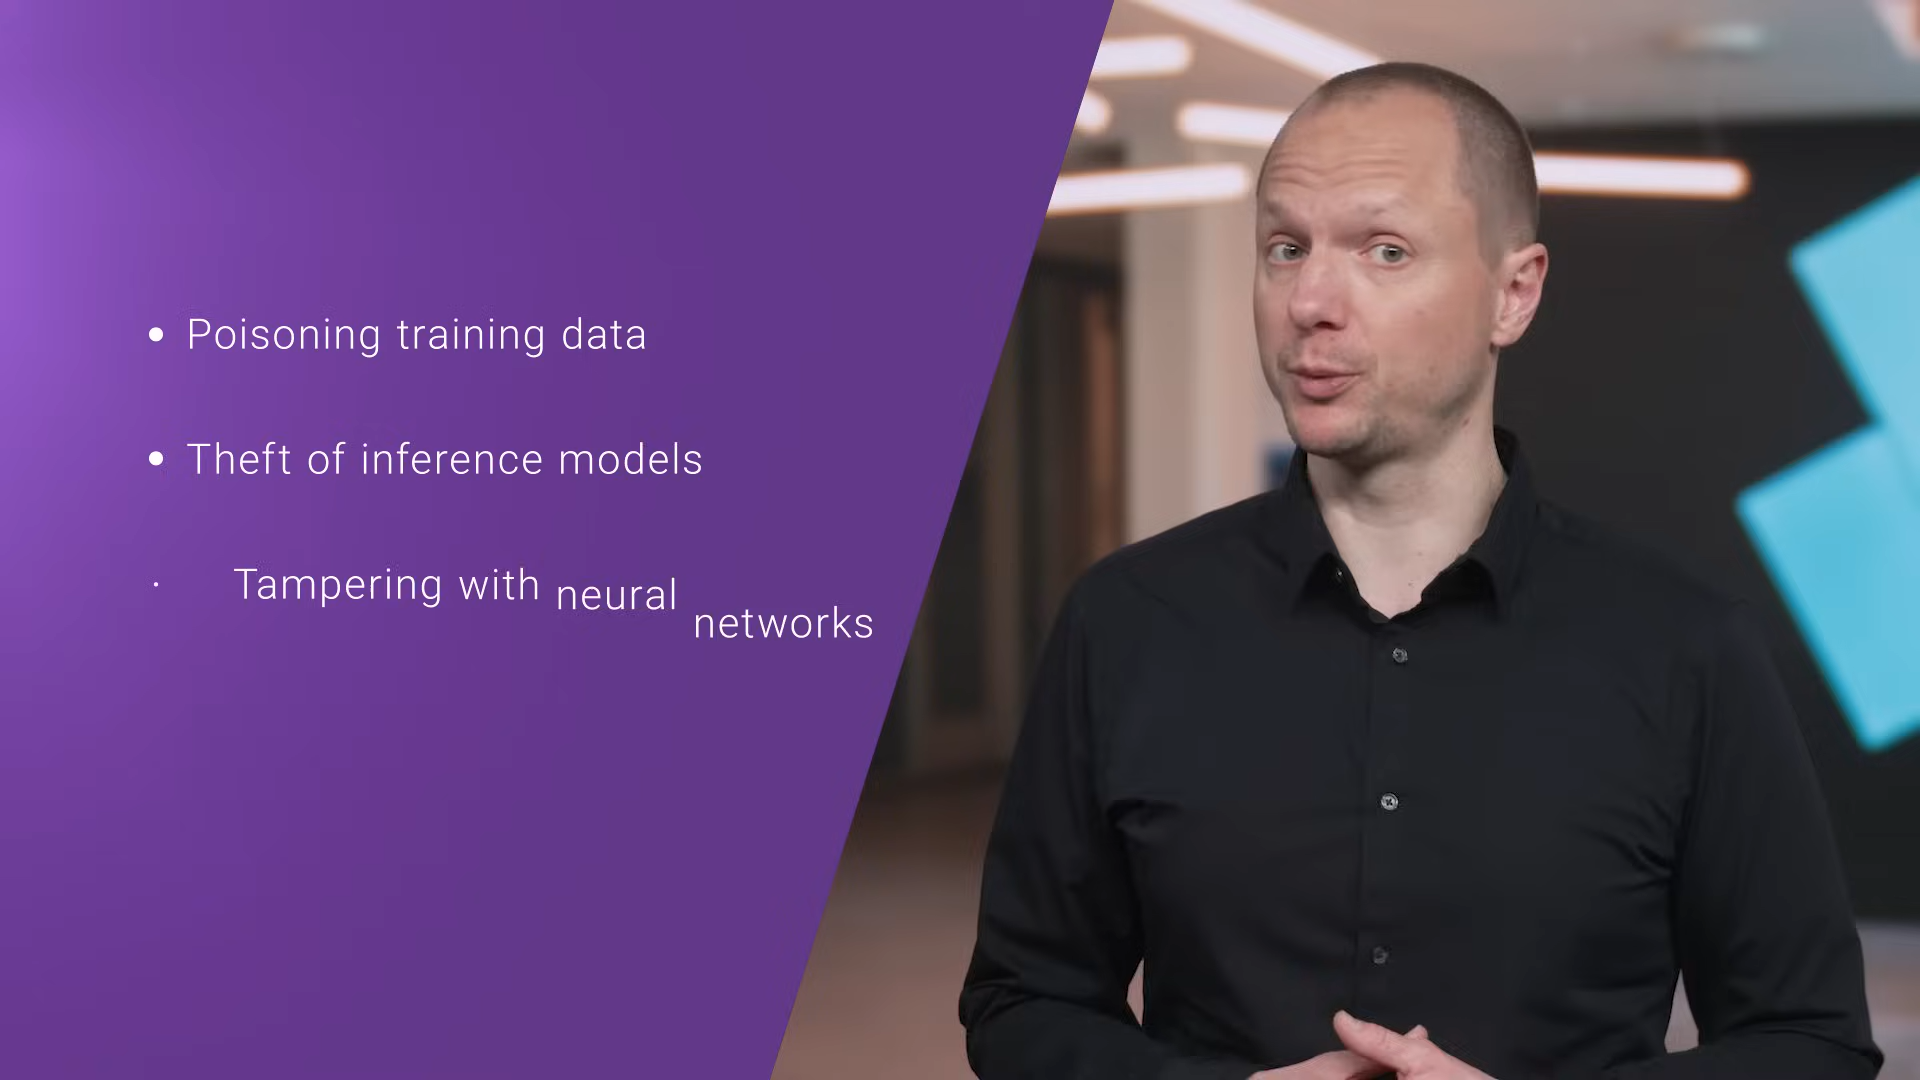 • Poisoning training data
• Theft of inference models
· Tampering with neural networks